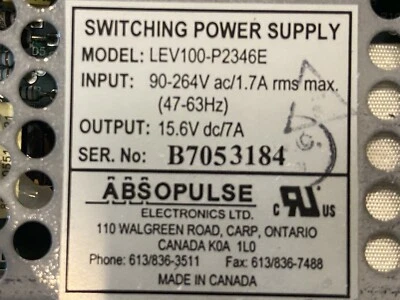 SWITCHING POWER SUPPLY
MODEL: LEV100-P2346E
INPUT: 90-264V ac/1.7A rms max.
(47-63Hz)
OUTPUT: 15.6V dc/7A
SER. No: B7053184
ABSOPULSE
ELECTRONICS LTD.
110 WALGREEN ROAD, CARP, ONTARIO
CANADA K0A 1L0
Phone: 613/836-3511 Fax: 613/836-7488
MADE IN CANADA
C RU US